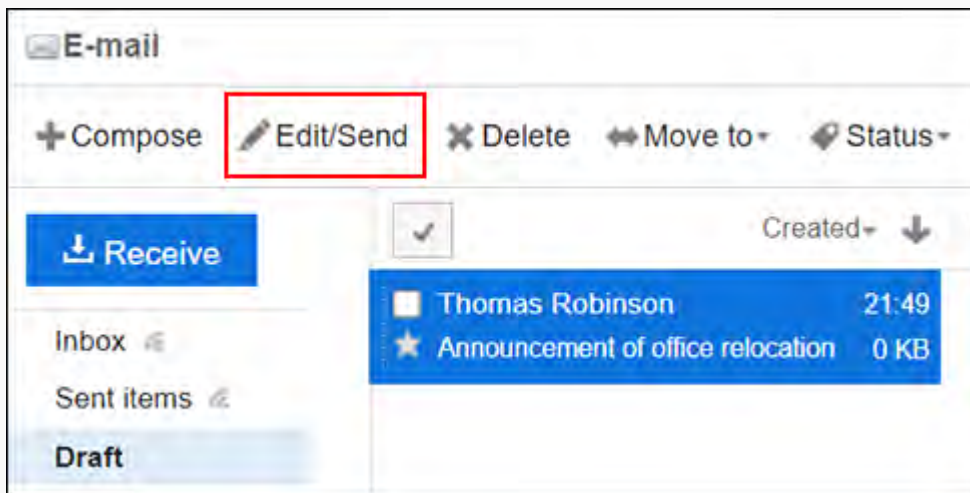 E-mail
Compose Edit/Send Delete Move to Status
Receive
Created
Thomas Robinson 21:49
Announcement of office relocation 0 KB
Inbox
Sent items
Draft